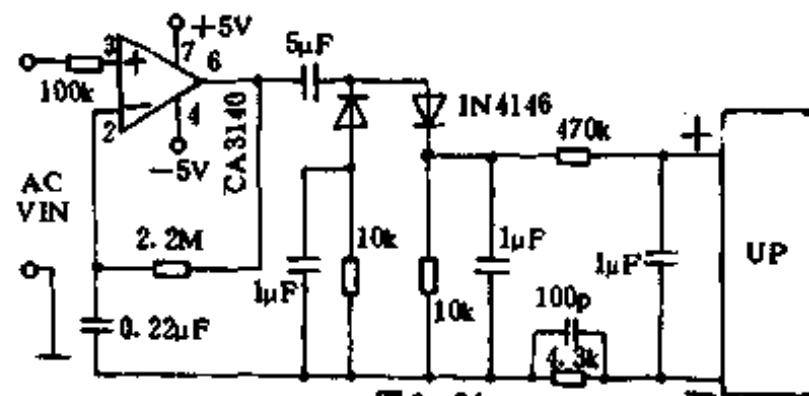 +5V
3
+
7
6
100k
−
2
4
−5V
CA3140
5μF
1N4146
470k
+
AC
VIN
2.2M
0.22μF
1μF
10k
10k
1μF
100p
4.3k
1μF
UP
−